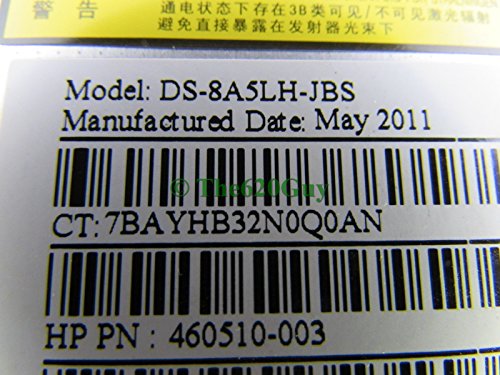 警告
通电状态下存在3B类可见/不可见激光辐射
避免直接暴露在发射器光束下
Model: DS-8A5LH-JBS
Manufactured Date: May 2011
© The620Guy
CT: 7BAYHB32N0Q0AN
HP PN : 460510-003